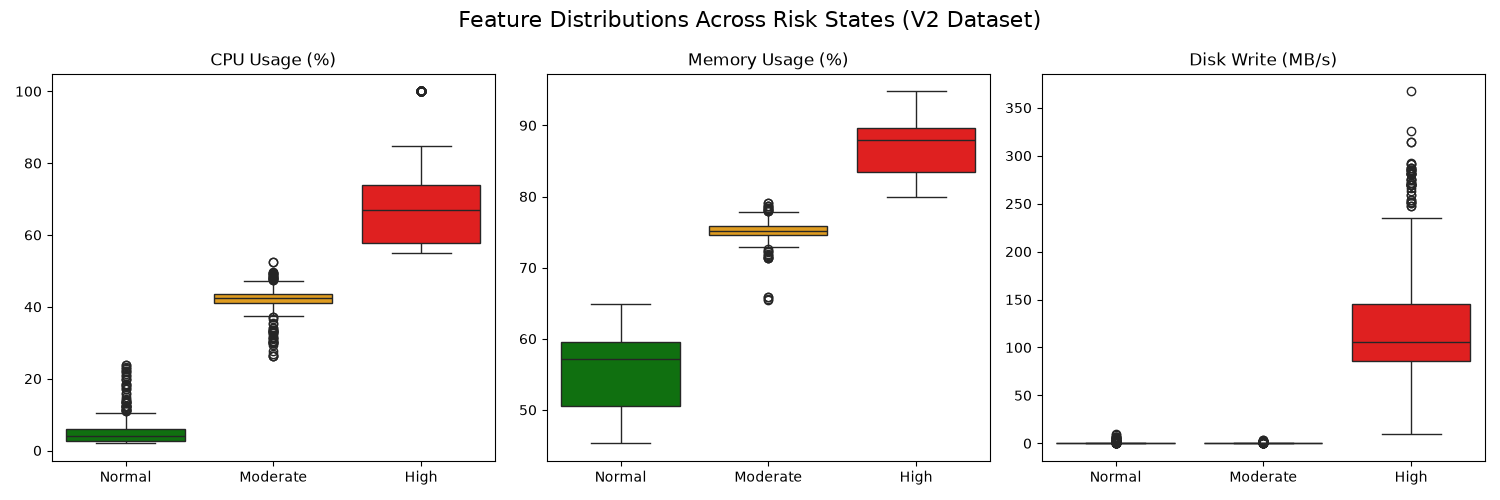 Feature Distributions Across Risk States (V2 Dataset)
CPU Usage (%)
100
80
60
40
20
0
Normal Moderate High
Memory Usage (%)
90
80
70
60
50
Normal Moderate High
Disk Write (MB/s)
350
300
250
200
150
100
50
0
Normal Moderate High